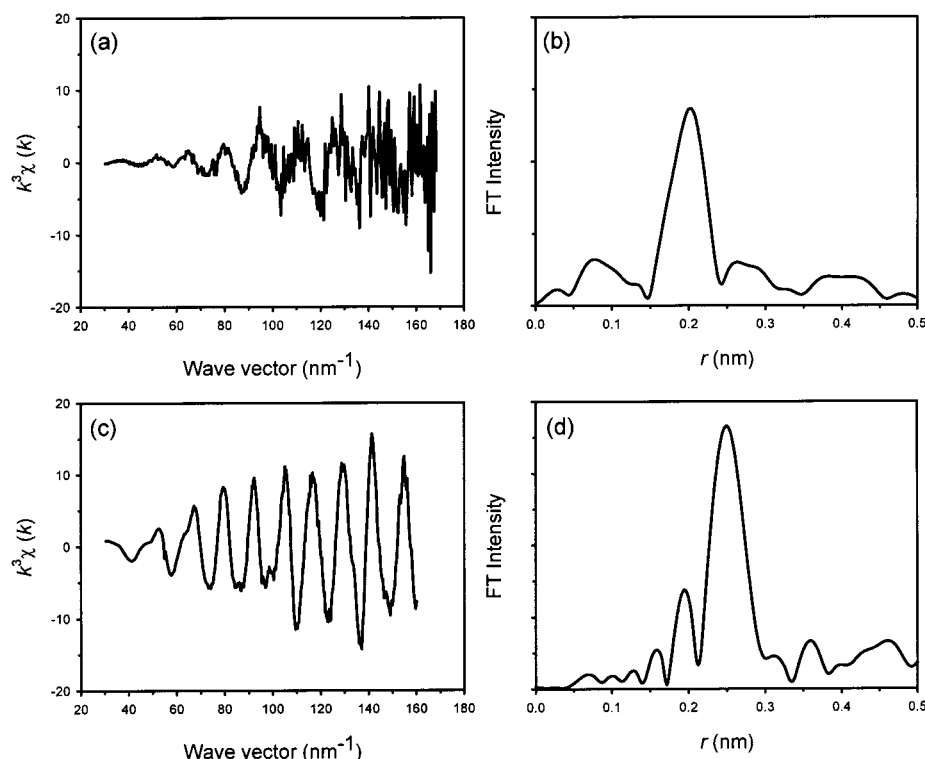 (a)
k³χ (k)
20
10
0
-10
-20
20 40 60 80 100 120 140 160 180
Wave vector (nm⁻¹)
(b)
FT Intensity
0.0 0.1 0.2 0.3 0.4 0.5
r (nm)
(c)
k³χ (k)
20
10
0
-10
-20
20 40 60 80 100 120 140 160 180
Wave vector (nm⁻¹)
(d)
FT Intensity
0.0 0.1 0.2 0.3 0.4 0.5
r (nm)